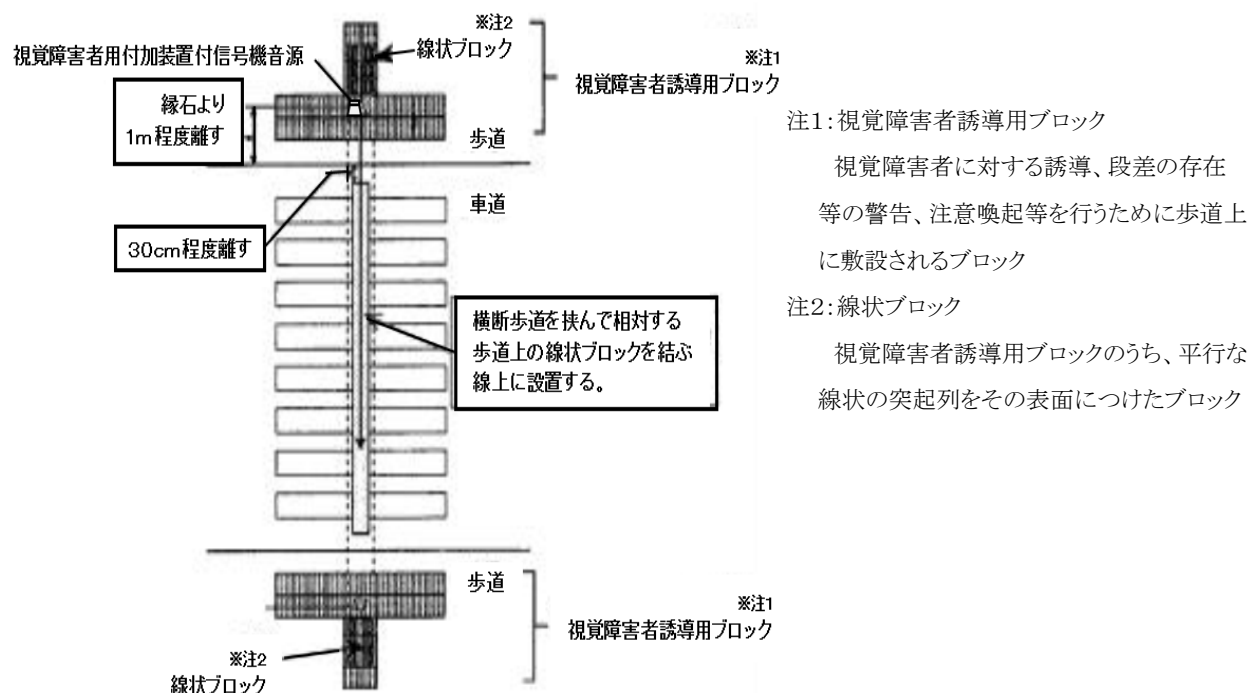 ※注2
線状ブロック
※注1
視覚障害者誘導用ブロック
視覚障害者用付加装置付信号機音源
縁石より
1m程度離す
歩道
車道
30cm程度離す
横断歩道を挟んで相対する
歩道上の線状ブロックを結ぶ
線上に設置する。
歩道
※注1
視覚障害者誘導用ブロック
※注2
線状ブロック
注1:視覚障害者誘導用ブロック
視覚障害者に対する誘導、段差の存在
等の警告、注意喚起等を行うために歩道上
に敷設されるブロック
注2:線状ブロック
視覚障害者誘導用ブロックのうち、平行な
線状の突起列をその表面につけたブロック